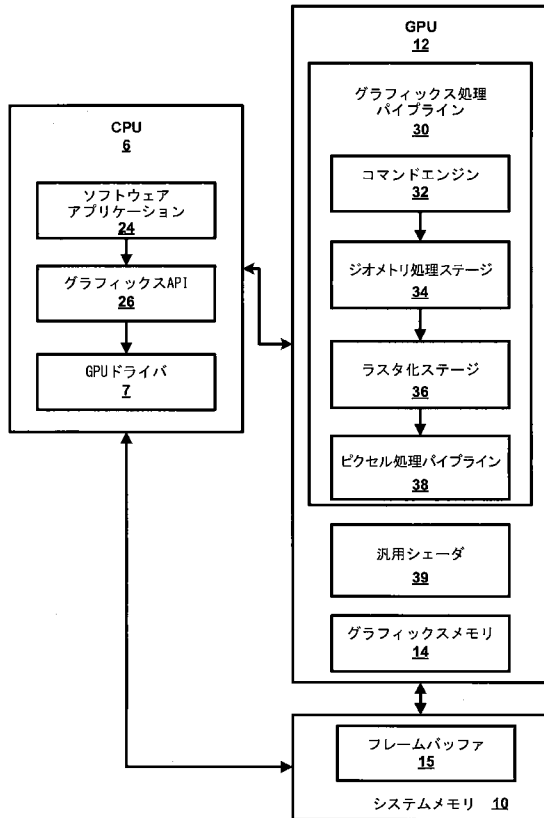 CPU
6
ソフトウェア
アプリケーション
24
グラフィックスAPI
26
GPUドライバ
7
GPU
12
グラフィックス処理
パイプライン
30
コマンドエンジン
32
ジオメトリ処理ステージ
34
ラスタ化ステージ
36
ピクセル処理パイプライン
38
汎用シェーダ
39
グラフィックスメモリ
14
フレームバッファ
15
システムメモリ 10